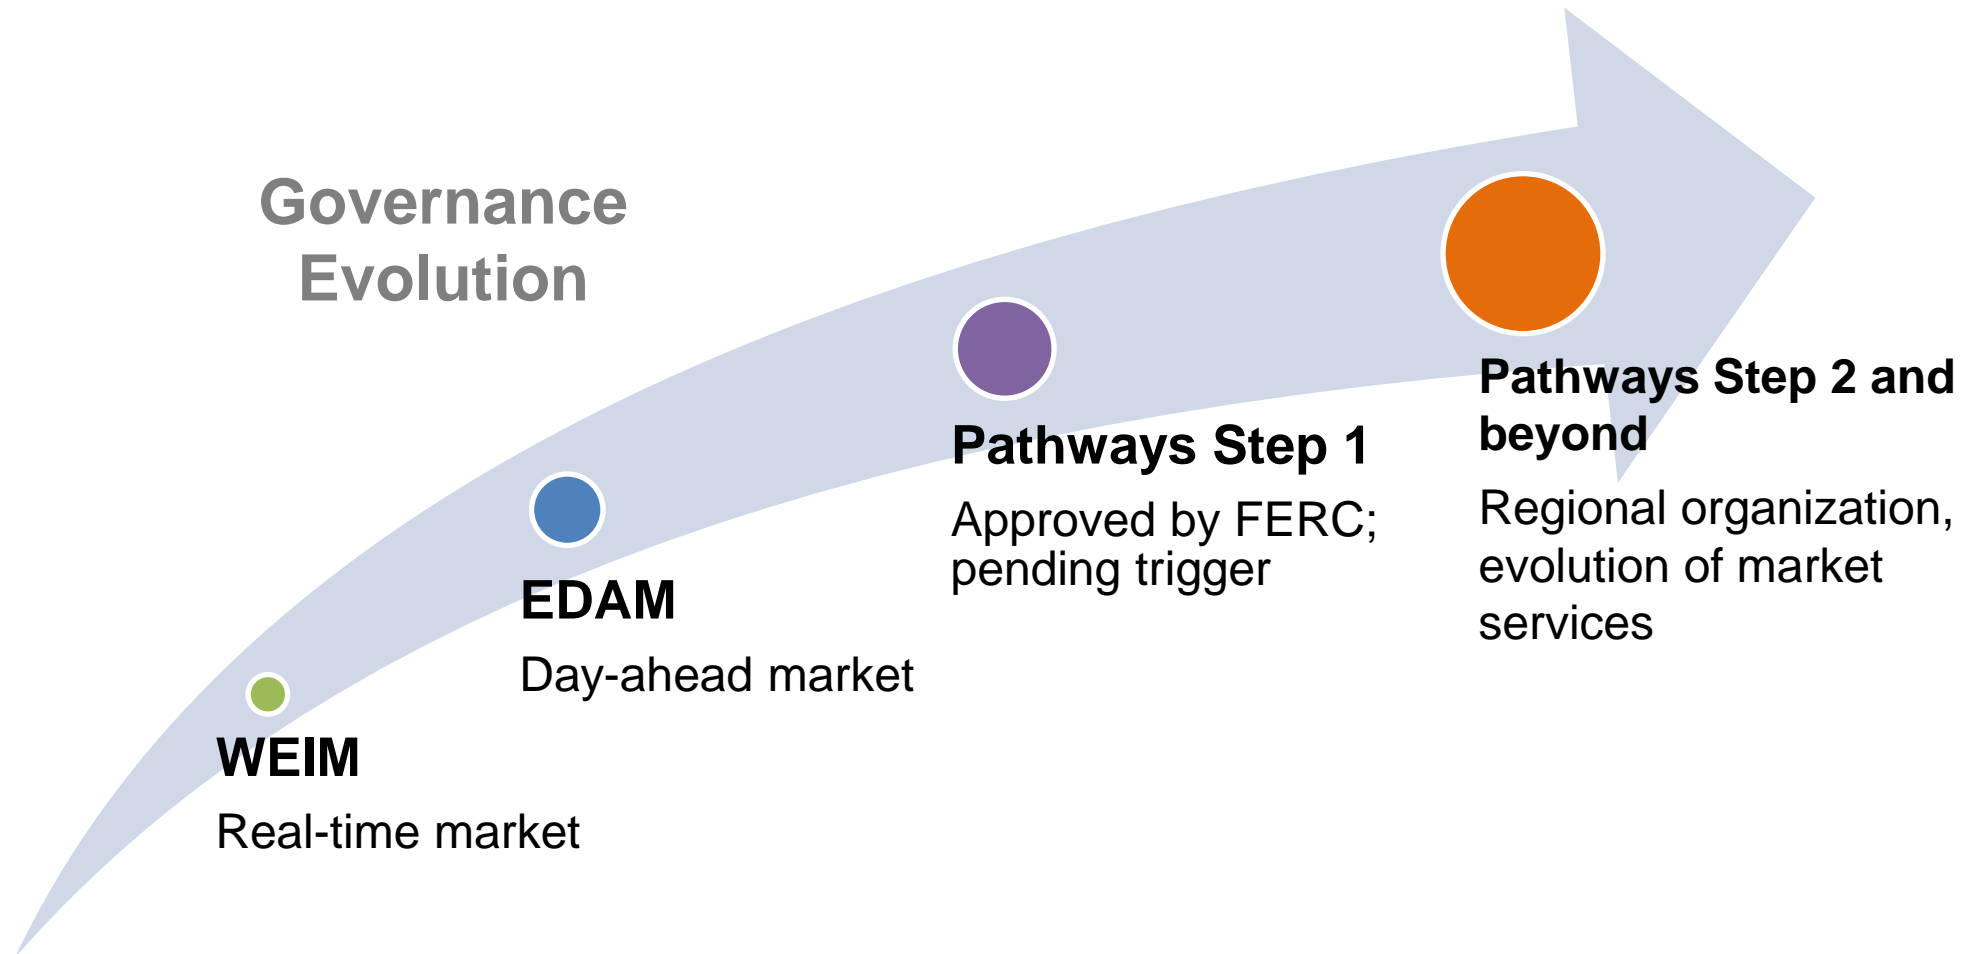 Governance
Evolution
WEIM
Real-time market
EDAM
Day-ahead market
Pathways Step 1
Approved by FERC;
pending trigger
Pathways Step 2 and
beyond
Regional organization,
evolution of market
services